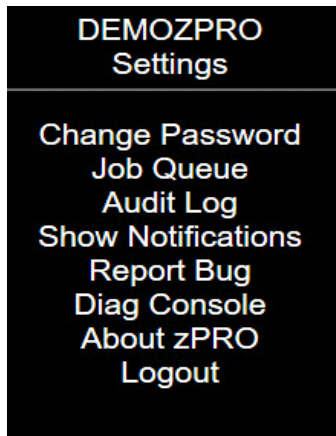 DEMOZPRO
Settings
Change Password
Job Queue
Audit Log
Show Notifications
Report Bug
Diag Console
About zPRO
Logout